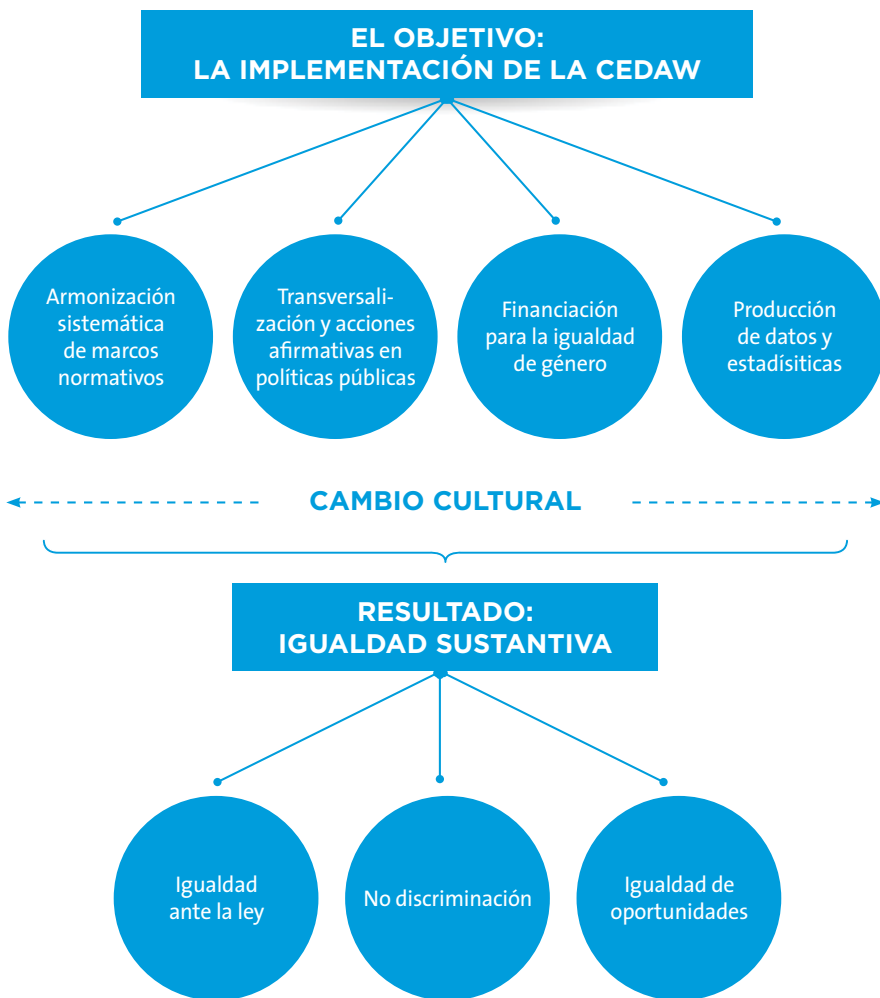 EL OBJETIVO:
LA IMPLEMENTACIÓN DE LA CEDAW
Armonización
sistemática
de marcos
normativos
Transversali-
zación y acciones
afirmativas en
políticas públicas
Financiación
para la igualdad
de género
Producción
de datos y
estadísiticas
CAMBIO CULTURAL
RESULTADO:
IGUALDAD SUSTANTIVA
Igualdad
ante la ley
No discriminación
Igualdad de
oportunidades